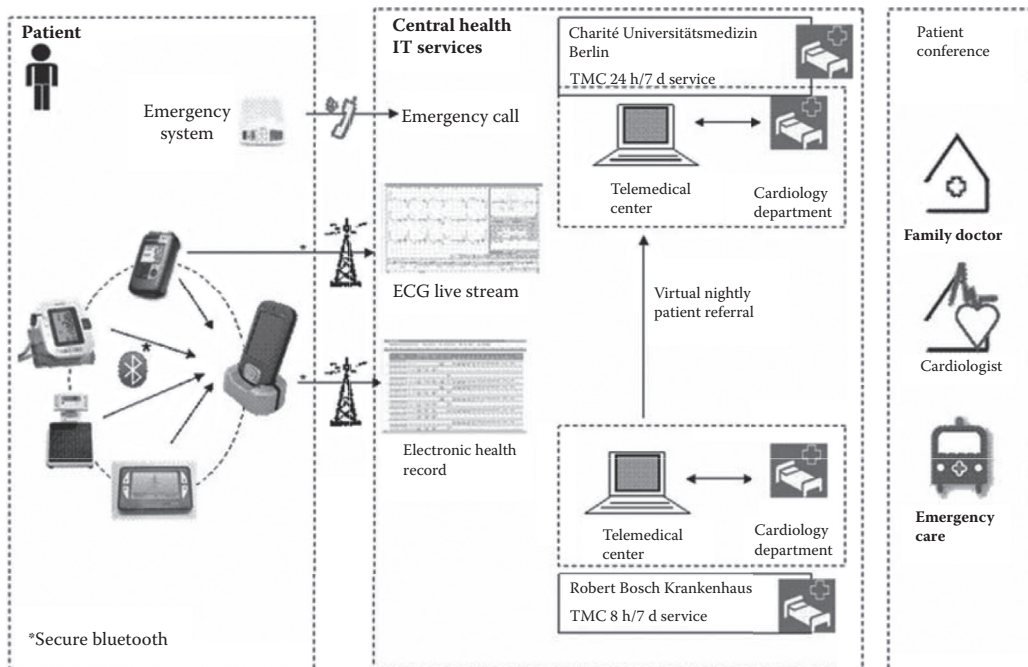 Patient
Emergency
system
*
*
*
*Secure bluetooth
Central health
IT services
Emergency call
ECG live stream
Electronic health
record
Charité Universitätsmedizin
Berlin
TMC 24 h/7 d service
Telemedical
center
Cardiology
department
Virtual nightly
patient referral
Telemedical
center
Cardiology
department
Robert Bosch Krankenhaus
TMC 8 h/7 d service
Patient
conference
Family doctor
Cardiologist
Emergency
care